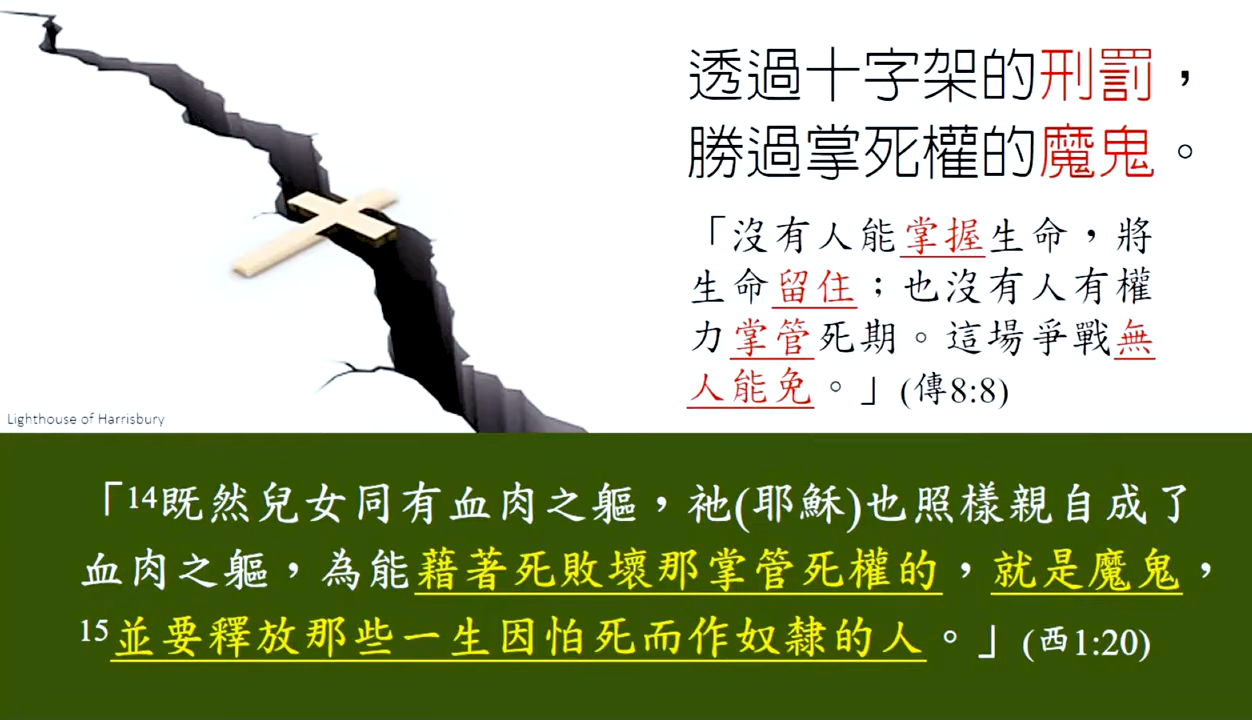 透過十字架的刑罰，
勝過掌死權的魔鬼。
「沒有人能掌握生命，將
生命留住；也沒有人有權
力掌管死期。這場爭戰無
人能免。」(傳8:8)
Lighthouse of Harrisbury
「14既然兒女同有血肉之軀，祂(耶穌)也照樣親自成了
血肉之軀，為能藉著死敗壞那掌管死權的，就是魔鬼，
15並要釋放那些一生因怕死而作奴隸的人。」(西1:20)